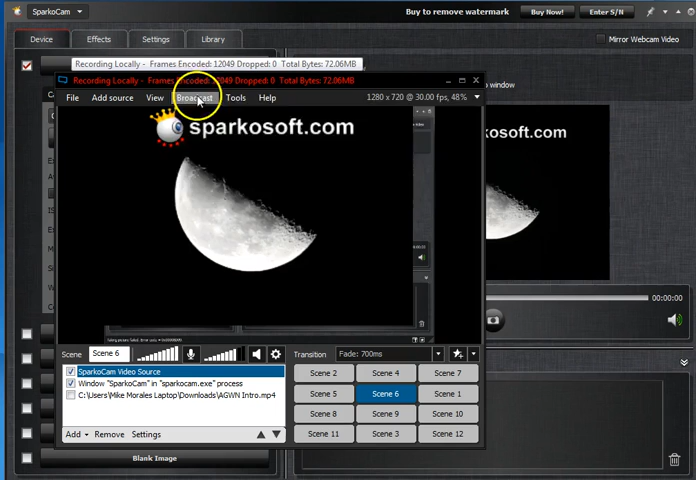 SparkoCam
Buy to remove watermark
Buy Now!
Enter S/N
Device
Effects
Settings
Library
Mirror Webcam Video
Recording Locally - Frames Encoded: 12049 Dropped: 0 Total Bytes: 72.06MB
Recording Locally - Frames Encoded: 12049 Dropped: 0 Total Bytes: 72.06MB
window
File
Add source
View
Broadcast
Tools
Help
1280 x 720 @ 30.00 fps, 48%
sparkosoft.com
sparkosoft.com
00:00:00
Scene
Scene 6
Transition
Fade: 700ms
SparkoCam Video Source
Window "SparkoCam" in "sparkocam.exe" process
C:\Users\Mike Morales Laptop\Downloads\AGWN Intro.mp4
Scene 2
Scene 4
Scene 7
Scene 5
Scene 6
Scene 1
Scene 8
Scene 9
Scene 10
Scene 11
Scene 3
Scene 12
Add
Remove
Settings
Blank Image